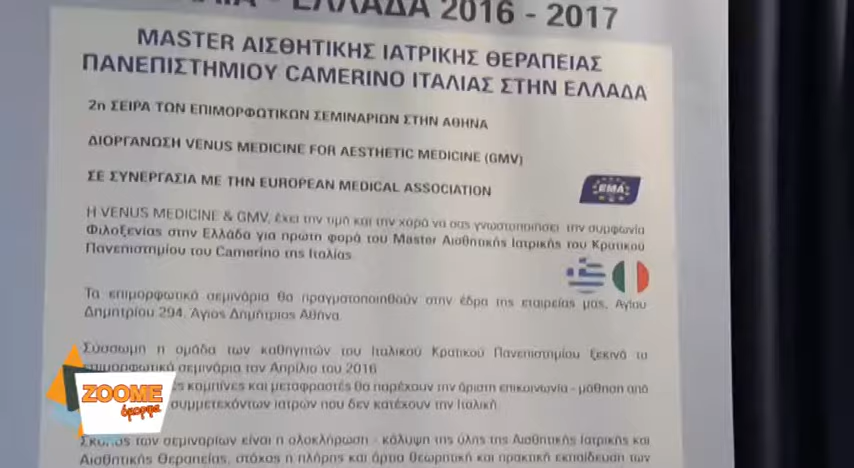 - ΕΛΛΑΔΑ 2016 - 2017
MASTER ΑΙΣΘΗΤΙΚΗΣ ΙΑΤΡΙΚΗΣ ΘΕΡΑΠΕΙΑΣ
ΠΑΝΕΠΙΣΤΗΜΙΟΥ CAMERINO ΙΤΑΛΙΑΣ ΣΤΗΝ ΕΛΛΑΔΑ
2η ΣΕΙΡΑ ΤΩΝ ΕΠΙΜΟΡΦΩΤΙΚΩΝ ΣΕΜΙΝΑΡΙΩΝ ΣΤΗΝ ΑΘΗΝΑ
ΔΙΟΡΓΑΝΩΣΗ VENUS MEDICINE FOR AESTHETIC MEDICINE (GMV)
ΣΕ ΣΥΝΕΡΓΑΣΙΑ ΜΕ ΤΗΝ EUROPEAN MEDICAL ASSOCIATION
EMA
Η VENUS MEDICINE & GMV, έχει την τιμή και την χαρά να σας γνωστοποιήσει την συμφωνία
Φιλοξενίας στην Ελλάδα για πρώτη φορά του Master Αισθητικής Ιατρικής του Κρατικού
Πανεπιστημίου του Camerino της Ιταλίας.
Τα επιμορφωτικά σεμινάρια θα πραγματοποιηθούν στην έδρα της εταιρείας μας, Αγίου
Δημητρίου 294, Άγιος Δημήτριος Αθήνα.
Σύσσωμη η ομάδα των καθηγητών του Ιταλικού Κρατικού Πανεπιστημίου ξεκινά τα
επιμορφωτικά σεμινάρια τον Απρίλιο του 2016
καμπίνες και μεταφραστές θα παρέχουν την άριστη επικοινωνία - μάθηση από
συμμετεχόντων ιατρών που δεν κατέχουν την Ιταλική.
Σκοπός των σεμιναρίων είναι η ολοκλήρωση - κάλυψη της ύλης της Αισθητικής Ιατρικής και
Αισθητικής Θεραπείας, στόχος η πλήρης και άρτια θεωρητική και πρακτική εκπαίδευση των
ZOOME
όμορφα